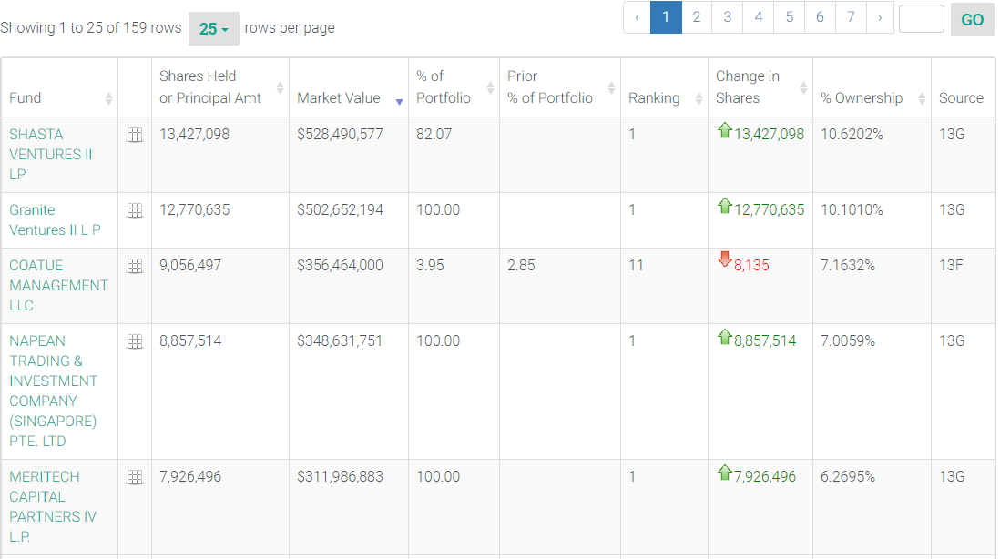 Showing 1 to 25 of 159 rows 25 rows per page
‹ 1 2 3 4 5 6 7 › GO
Shares Held % of Prior Change in
Fund or Principal Amt Market Value Portfolio % of Portfolio Ranking Shares % Ownership Source
SHASTA 13,427,098 $528,490,577 82.07 1 13,427,098 10.6202% 13G
VENTURES II
LP
Granite 12,770,635 $502,652,194 100.00 1 12,770,635 10.1010% 13G
Ventures II L P
COATUE 9,056,497 $356,464,000 3.95 2.85 11 8,135 7.1632% 13F
MANAGEMENT
LLC
NAPEAN 8,857,514 $348,631,751 100.00 1 8,857,514 7.0059% 13G
TRADING &
INVESTMENT
COMPANY
(SINGAPORE)
PTE. LTD
MERITECH 7,926,496 $311,986,883 100.00 1 7,926,496 6.2695% 13G
CAPITAL
PARTNERS IV
L.P.